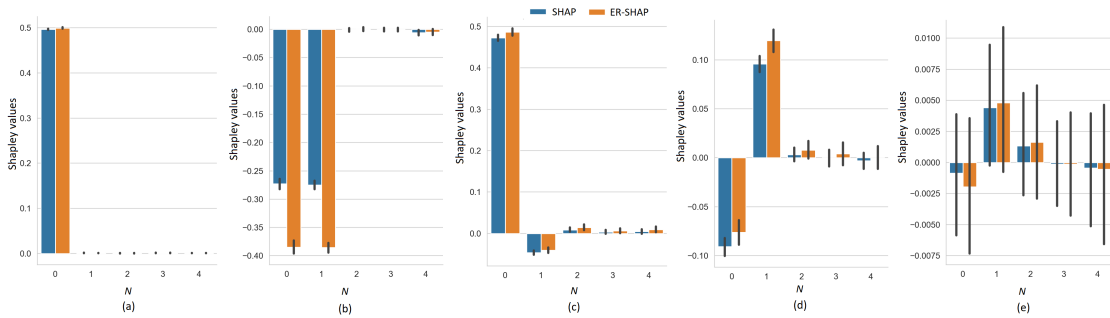 SHAP ER-SHAP
Shapley values
0.5
0.4
0.3
0.2
0.1
0.0
0 1 2 3 4
N
(a)
Shapley values
0.00
−0.05
−0.10
−0.15
−0.20
−0.25
−0.30
−0.35
−0.40
0 1 2 3 4
N
(b)
Shapley values
0.5
0.4
0.3
0.2
0.1
0.0
0 1 2 3 4
N
(c)
Shapley values
0.10
0.05
0.00
−0.05
−0.10
0 1 2 3 4
N
(d)
Shapley values
0.0100
0.0075
0.0050
0.0025
0.0000
−0.0025
−0.0050
−0.0075
0 1 2 3 4
N
(e)